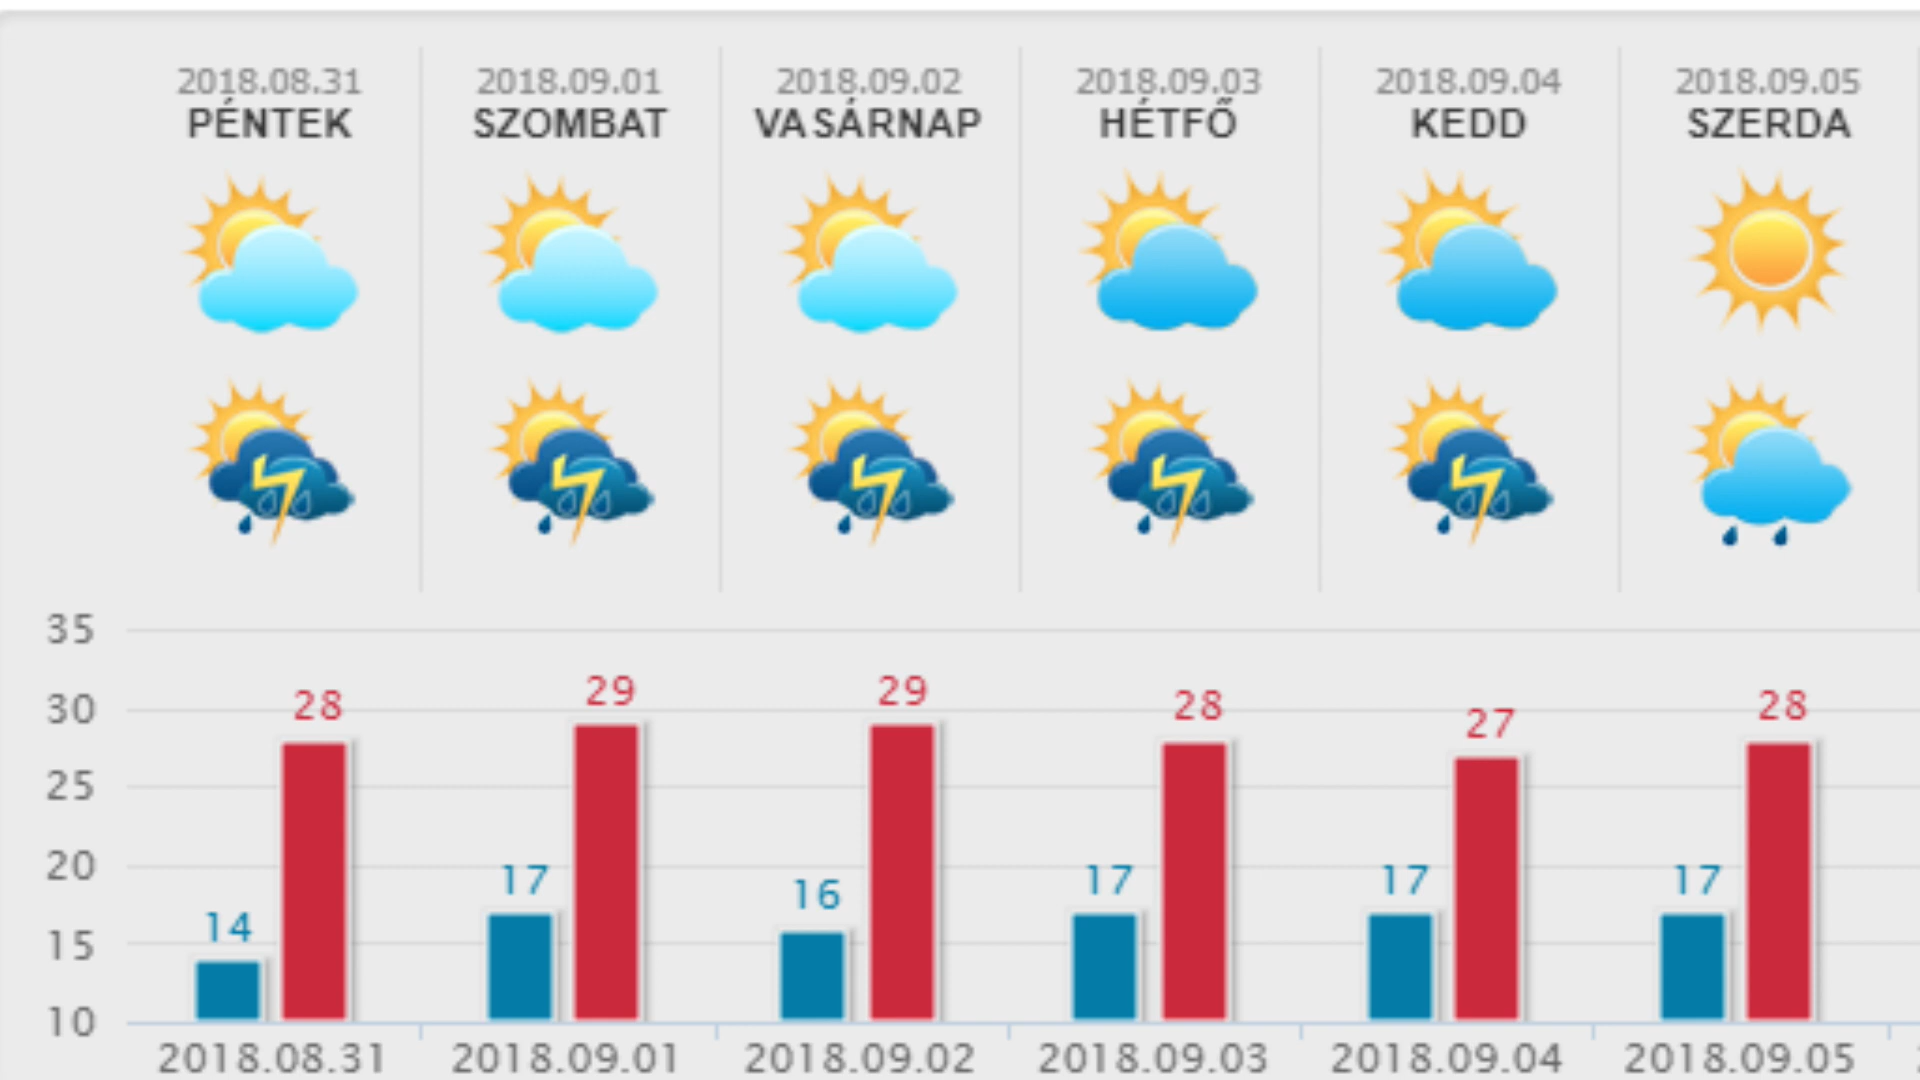 2018.08.31 2018.09.01 2018.09.02 2018.09.03 2018.09.04 2018.09.05
PÉNTEK SZOMBAT VASÁRNAP HÉTFŐ KEDD SZERDA
35
30
25
20
15
10
28 29 29 28 27 28
14 17 16 17 17 17
2018.08.31 2018.09.01 2018.09.02 2018.09.03 2018.09.04 2018.09.05